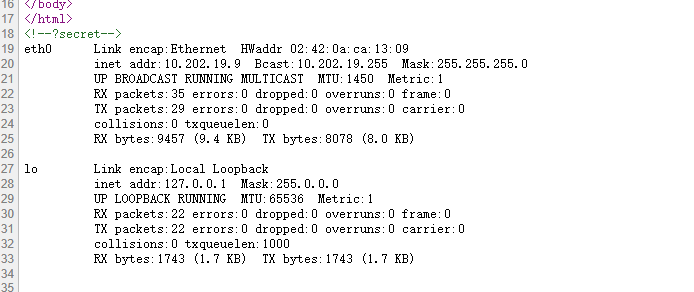 16 </body>
17 </html>
18 <!--?secret-->
19 eth0      Link encap:Ethernet  HWaddr 02:42:0a:ca:13:09
20           inet addr:10.202.19.9  Bcast:10.202.19.255  Mask:255.255.255.0
21           UP BROADCAST RUNNING MULTICAST  MTU:1450  Metric:1
22           RX packets:35 errors:0 dropped:0 overruns:0 frame:0
23           TX packets:29 errors:0 dropped:0 overruns:0 carrier:0
24           collisions:0 txqueuelen:0
25           RX bytes:9457 (9.4 KB)  TX bytes:8078 (8.0 KB)
26
27 lo        Link encap:Local Loopback
28           inet addr:127.0.0.1  Mask:255.0.0.0
29           UP LOOPBACK RUNNING  MTU:65536  Metric:1
30           RX packets:22 errors:0 dropped:0 overruns:0 frame:0
31           TX packets:22 errors:0 dropped:0 overruns:0 carrier:0
32           collisions:0 txqueuelen:1000
33           RX bytes:1743 (1.7 KB)  TX bytes:1743 (1.7 KB)
34
35